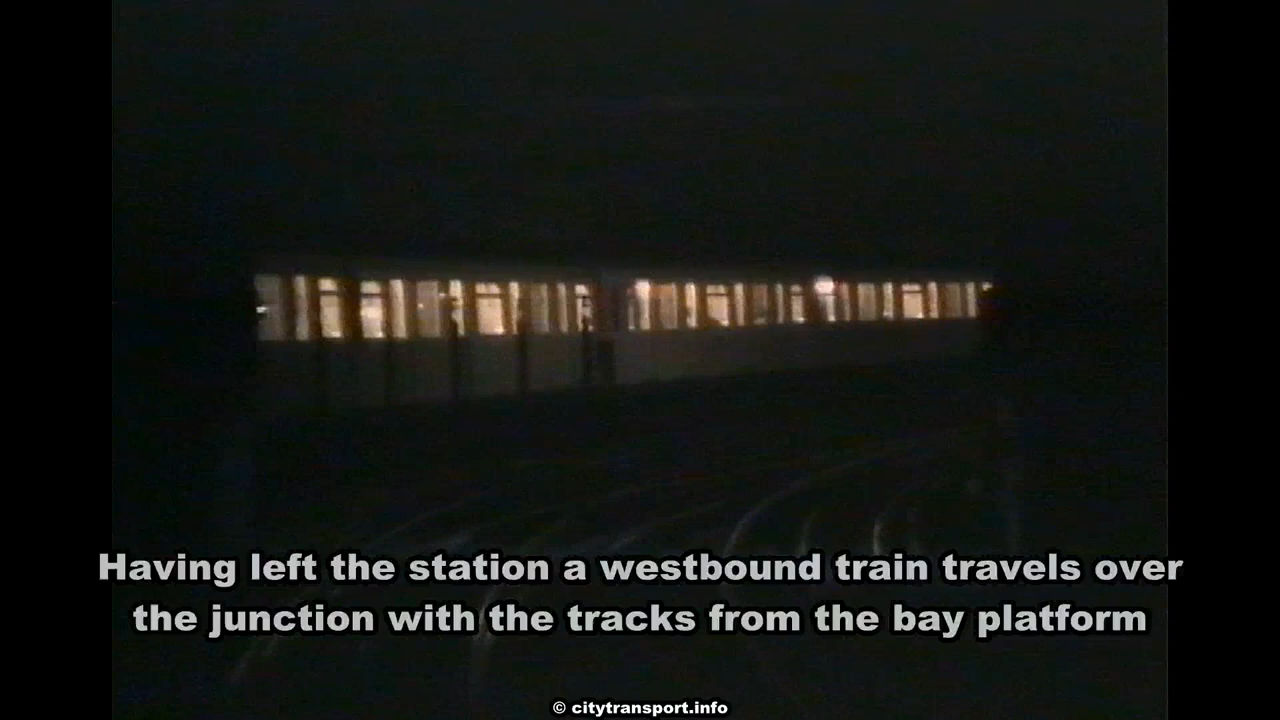 Having left the station a westbound train travels over
the junction with the tracks from the bay platform
© citytransport.info